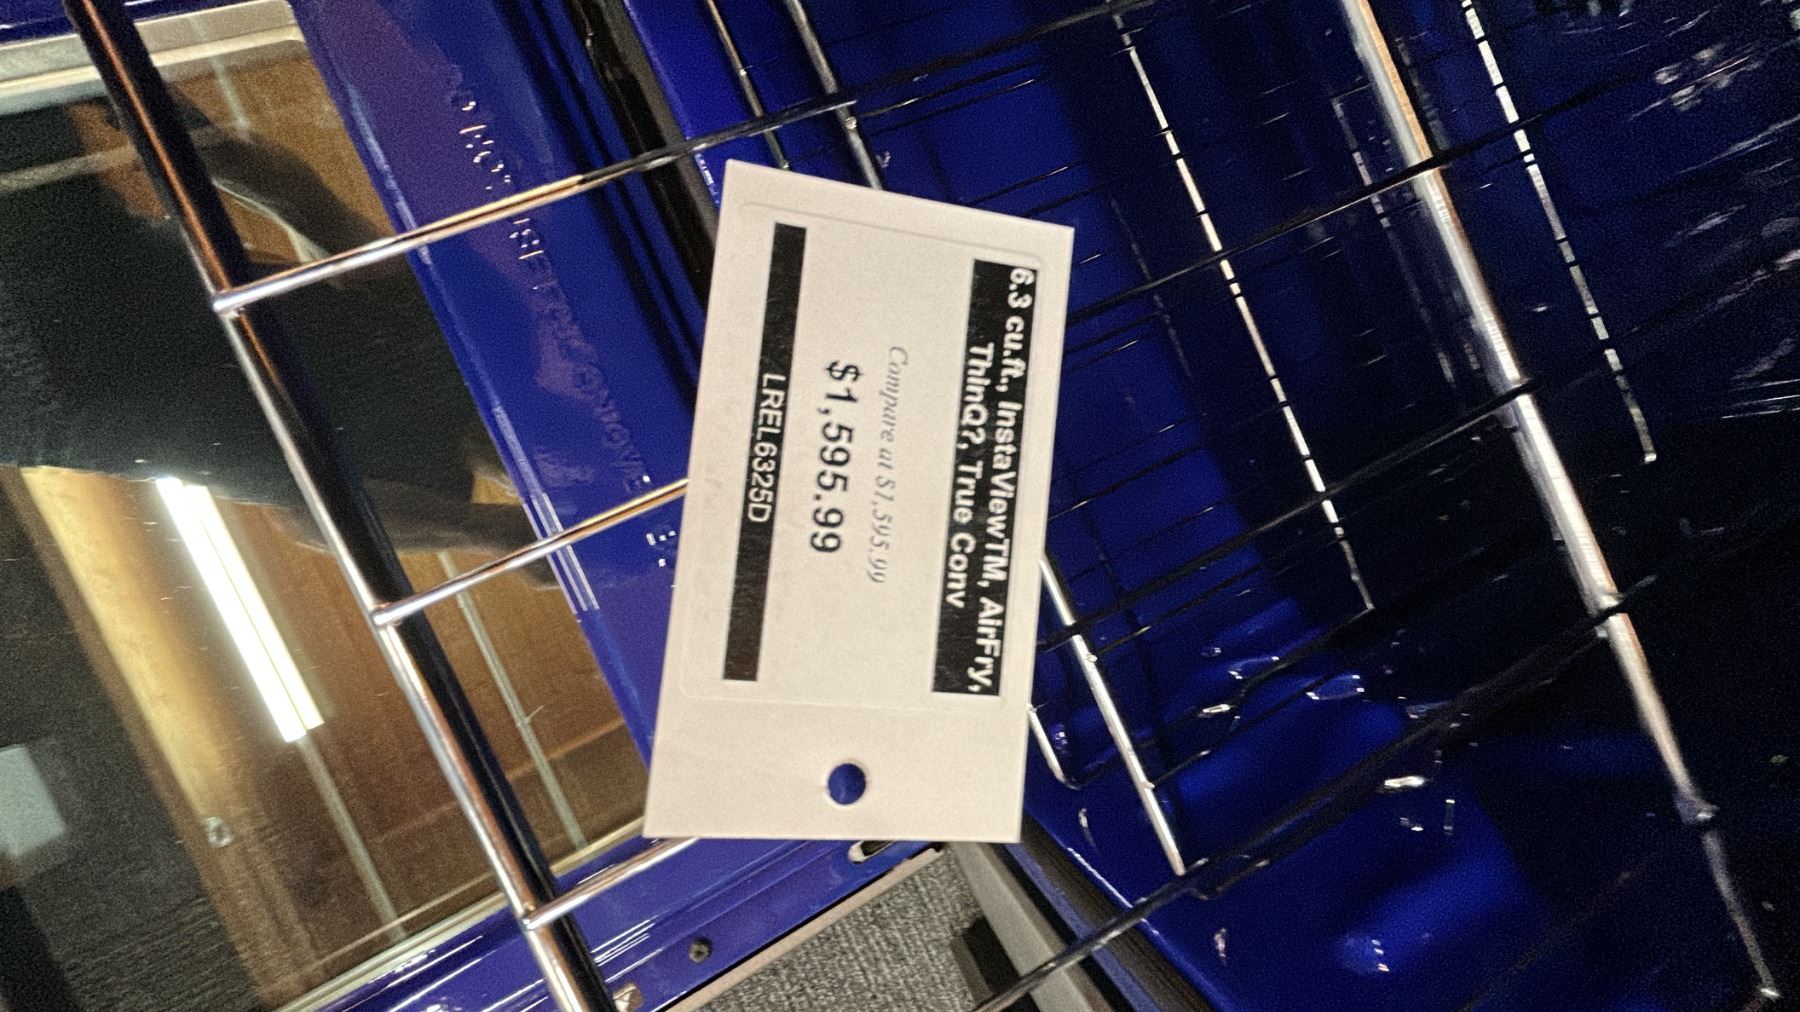 6.3 cu.ft., InstaViewTM, AirFry,
ThinQ?, True Conv
Compare at $1,595.99
$1,595.99
LREL6325D